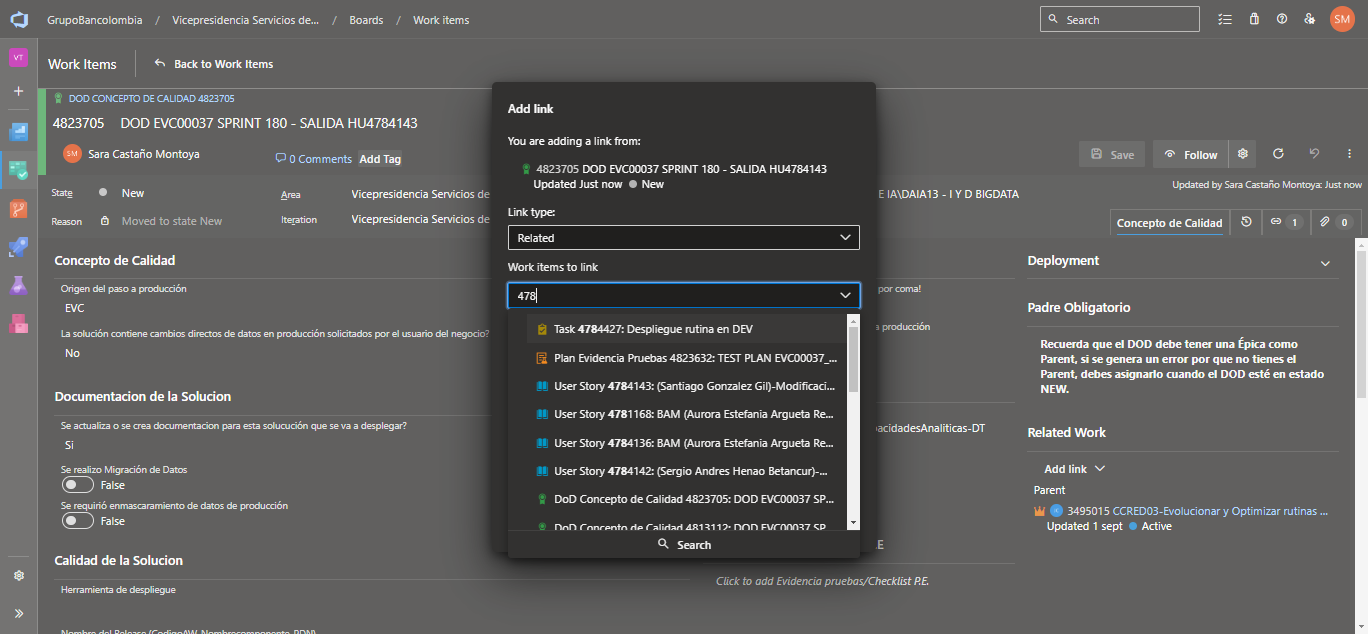 GrupoBancolombia / Vicepresidencia Servicios de... / Boards / Work items
Search
SM
VT
Work Items
Back to Work Items
DOD CONCEPTO DE CALIDAD 4823705
4823705 DOD EVC00037 SPRINT 180 - SALIDA HU4784143
SM Sara Castaño Montoya
0 Comments Add Tag
Save
Follow
State New
Area Vicepresidencia Servicios de
E IA\DAIA13 - I Y D BIGDATA
Updated by Sara Castaño Montoya: Just now
Reason Moved to state New
Iteration Vicepresidencia Servicios de
Concepto de Calidad
1
0
Concepto de Calidad
Origen del paso a producción
EVC
La solución contiene cambios directos de datos en producción solicitados por el usuario del negocio?
No
Documentacion de la Solucion
Se actualiza o se crea documentacion para esta solucución que se va a desplegar?
Si
Se realizo Migración de Datos
False
Se requirió enmascaramiento de datos de producción
False
Calidad de la Solucion
Herramienta de despliegue
Nombre del Release (CodigoAW_Nombrecomponente_PDN)
Add link
You are adding a link from:
4823705 DOD EVC00037 SPRINT 180 - SALIDA HU4784143
Updated Just now New
Link type:
Related
Work items to link
478
Task 4784427: Despliegue rutina en DEV
Plan Evidencia Pruebas 4823632: TEST PLAN EVC00037_...
User Story 4784143: (Santiago Gonzalez Gil)-Modificaci...
User Story 4781168: BAM (Aurora Estefania Argueta Re...
User Story 4784136: BAM (Aurora Estefania Argueta Re...
User Story 4784142: (Sergio Andres Henao Betancur)-...
DoD Concepto de Calidad 4823705: DOD EVC00037 SP...
DoD Concepto de Calidad 4813112: DOD EVC00037 SP
Search
por coma!
a producción
acidadesAnaliticas-DT
E
Click to add Evidencia pruebas/Checklist P.E.
Deployment
Padre Obligatorio
Recuerda que el DOD debe tener una Épica como
Parent, si se genera un error por que no tienes el
Parent, debes asignarlo cuando el DOD esté en estado
NEW.
Related Work
Add link
Parent
3495015 CCRED03-Evolucionar y Optimizar rutinas ...
Updated 1 sept Active